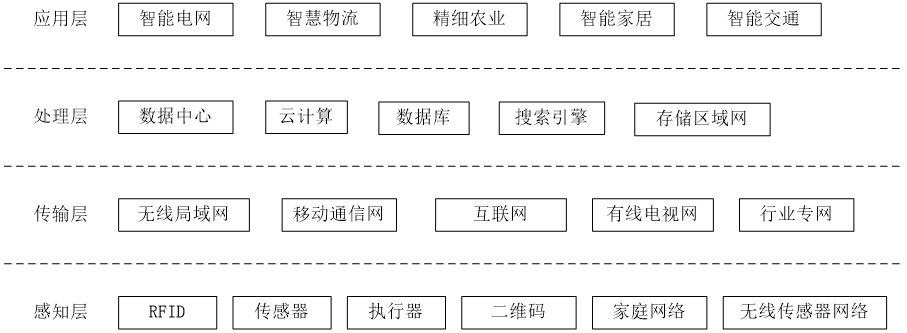 应用层 智能电网 智慧物流 精细农业 智能家居 智能交通
处理层 数据中心 云计算 数据库 搜索引擎 存储区域网
传输层 无线局域网 移动通信网 互联网 有线电视网 行业专网
感知层 RFID 传感器 执行器 二维码 家庭网络 无线传感器网络